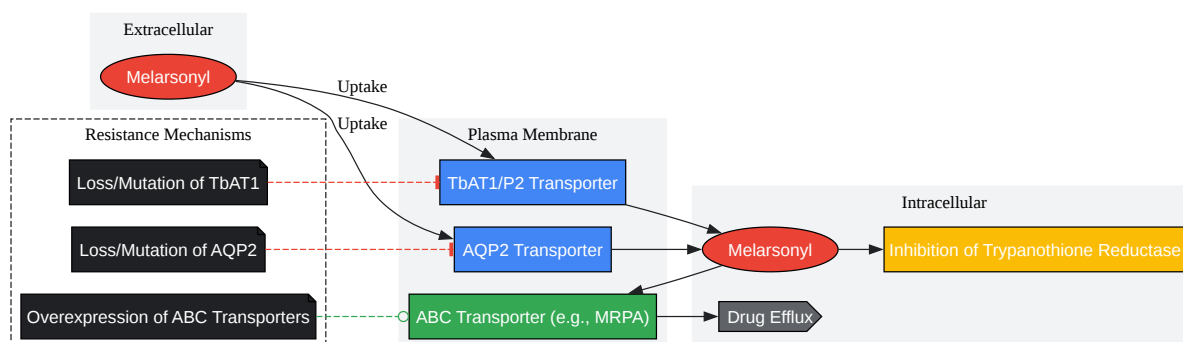 Extracellular
Melarsonyl
Uptake
Uptake
Resistance Mechanisms
Plasma Membrane
Loss/Mutation of TbAT1
TbAT1/P2 Transporter
Intracellular
Loss/Mutation of AQP2
AQP2 Transporter
Melarsonyl
Inhibition of Trypanothione Reductase
Overexpression of ABC Transporters
ABC Transporter (e.g., MRPA)
Drug Efflux